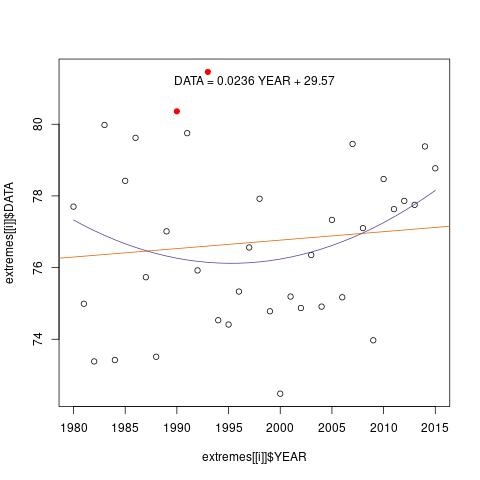 DATA = 0.0236 YEAR + 29.57
80
78
76
74
extremes[[i]]$DATA
1980 1985 1990 1995 2000 2005 2010 2015
extremes[[i]]$YEAR